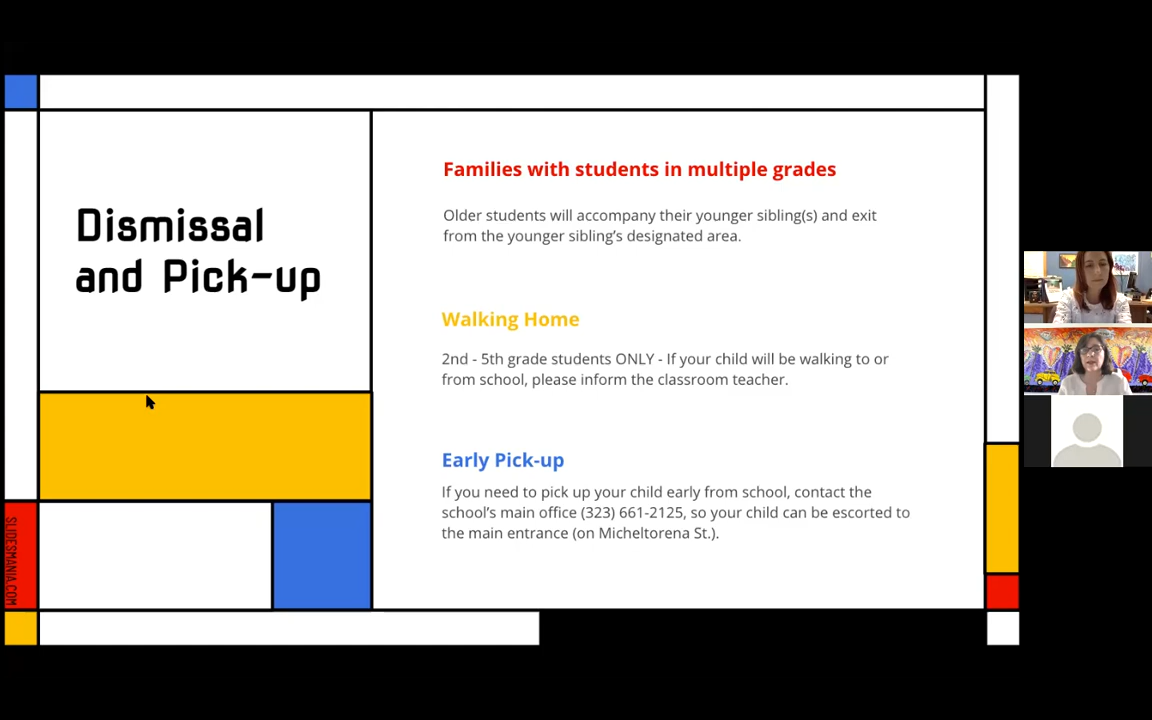 Dismissal
and Pick-up
Families with students in multiple grades
Older students will accompany their younger sibling(s) and exit
from the younger sibling's designated area.
Walking Home
2nd - 5th grade students ONLY - If your child will be walking to or
from school, please inform the classroom teacher.
Early Pick-up
If you need to pick up your child early from school, contact the
school's main office (323) 661-2125, so your child can be escorted to
the main entrance (on Micheltorena St.).
SLIDESMANIA.COM